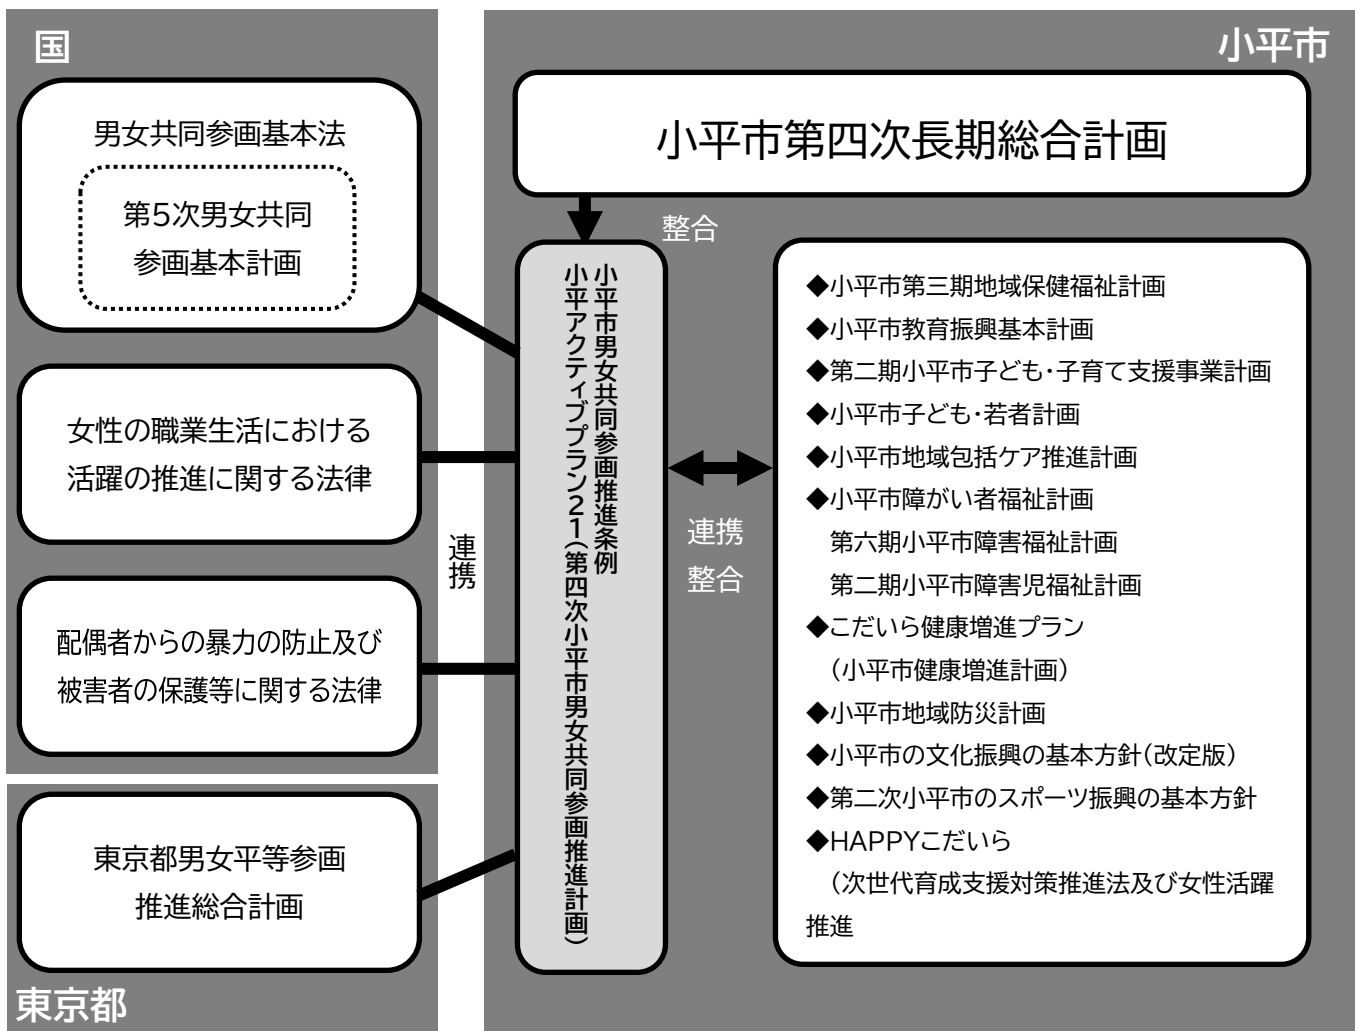 国
男女共同参画基本法
第5次男女共同
参画基本計画
女性の職業生活における
活躍の推進に関する法律
配偶者からの暴力の防止及び
被害者の保護等に関する法律
東京都男女平等参画
推進総合計画
東京都
連携
小平市
小平市第四次長期総合計画
整合
小平市男女共同参画推進条例
小平アクティブプラン21(第四次小平市男女共同参画推進計画)
連携
整合
◆小平市第三期地域保健福祉計画
◆小平市教育振興基本計画
◆第二期小平市子ども・子育て支援事業計画
◆小平市子ども・若者計画
◆小平市地域包括ケア推進計画
◆小平市障がい者福祉計画
第六期小平市障害福祉計画
第二期小平市障害児福祉計画
◆こだいら健康増進プラン
(小平市健康増進計画)
◆小平市地域防災計画
◆小平市の文化振興の基本方針(改定版)
◆第二次小平市のスポーツ振興の基本方針
◆HAPPYこだいら
(次世代育成支援対策推進法及び女性活躍
推進